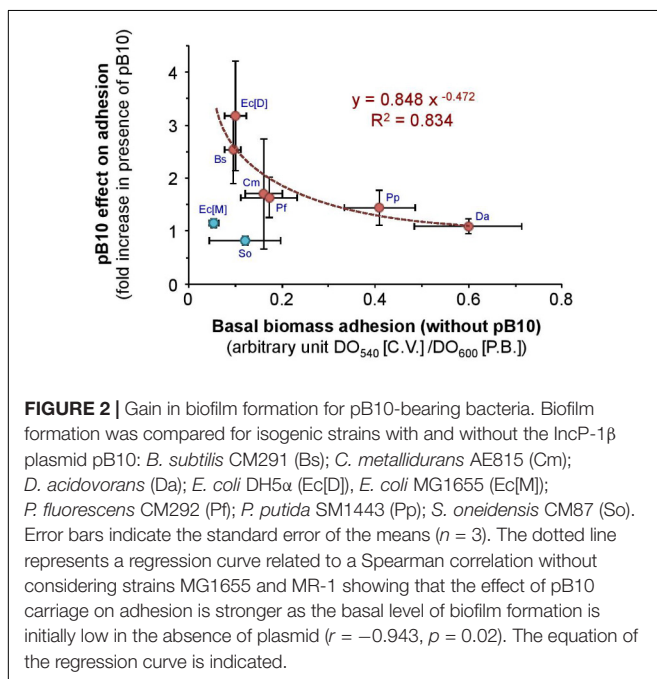 4
3
2
1
0
pB10 effect on adhesion
(fold increase in presence of pB10)
y = 0.848 x -0.472
R² = 0.834
Ec[D]
Bs
Cm
Pf
Ec[M]
So
Pp
Da
0 0.2 0.4 0.6 0.8
Basal biomass adhesion (without pB10)
(arbitrary unit DO540 [C.V.] /DO600 [P.B.])
FIGURE 2 | Gain in biofilm formation for pB10-bearing bacteria. Biofilm
formation was compared for isogenic strains with and without the IncP-1β
plasmid pB10: B. subtilis CM291 (Bs); C. metallidurans AE815 (Cm);
D. acidovorans (Da); E. coli DH5α (Ec[D]), E. coli MG1655 (Ec[M]);
P. fluorescens CM292 (Pf); P. putida SM1443 (Pp); S. oneidensis CM87 (So).
Error bars indicate the standard error of the means (n = 3). The dotted line
represents a regression curve related to a Spearman correlation without
considering strains MG1655 and MR-1 showing that the effect of pB10
carriage on adhesion is stronger as the basal level of biofilm formation is
initially low in the absence of plasmid (r = −0.943, p = 0.02). The equation of
the regression curve is indicated.